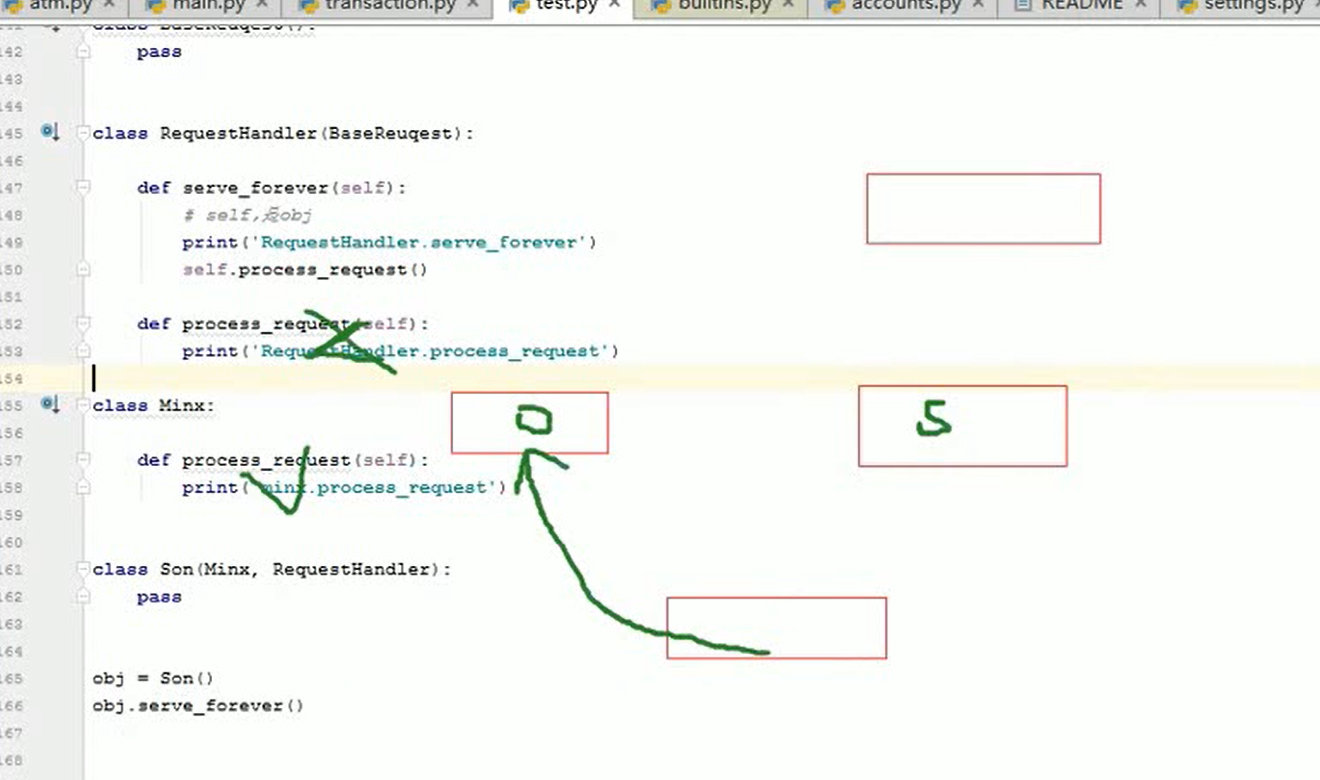 atm.py main.py transaction.py test.py builtins.py accounts.py README settings.py
142 pass
143
144
145 class RequestHandler(BaseReuqest):
146
147 def serve_forever(self):
148 # self,是obj
149 print('RequestHandler.serve_forever')
150 self.process_request()
151
152 def process_request(self):
153 print('RequestHandler.process_request')
154
155 class Minx:
156
157 def process_request(self):
158 print('minx.process_request')
159
160
161 class Son(Minx, RequestHandler):
162 pass
163
164
165 obj = Son()
166 obj.serve_forever()
167
168
O
S